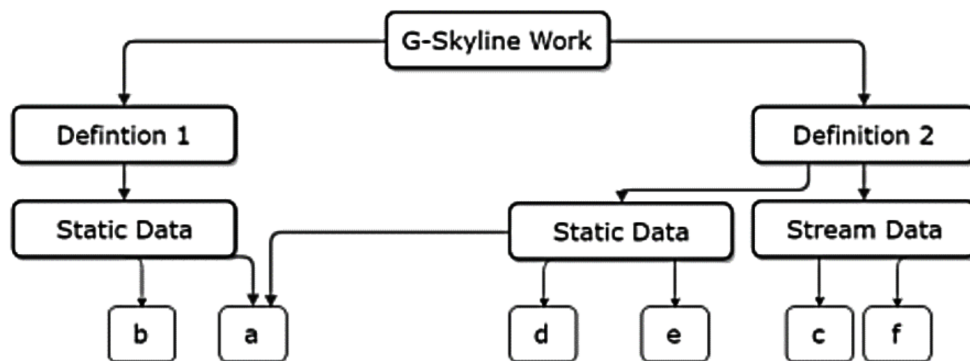 G-Skyline Work
Defintion 1
Definition 2
Static Data
Static Data
Stream Data
b
a
d
e
c
f